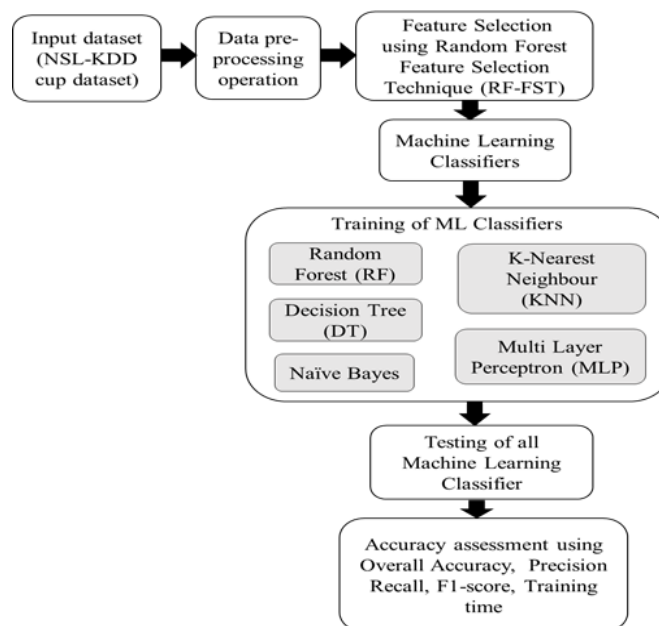 Input dataset
(NSL-KDD
cup dataset)
Data pre-
processing
operation
Feature Selection
using Random Forest
Feature Selection
Technique (RF-FST)
Machine Learning
Classifiers
Training of ML Classifiers
Random
Forest (RF)
Decision Tree
(DT)
Naïve Bayes
K-Nearest
Neighbour
(KNN)
Multi Layer
Perceptron (MLP)
Testing of all
Machine Learning
Classifier
Accuracy assessment using
Overall Accuracy, Precision
Recall, F1-score, Training
time